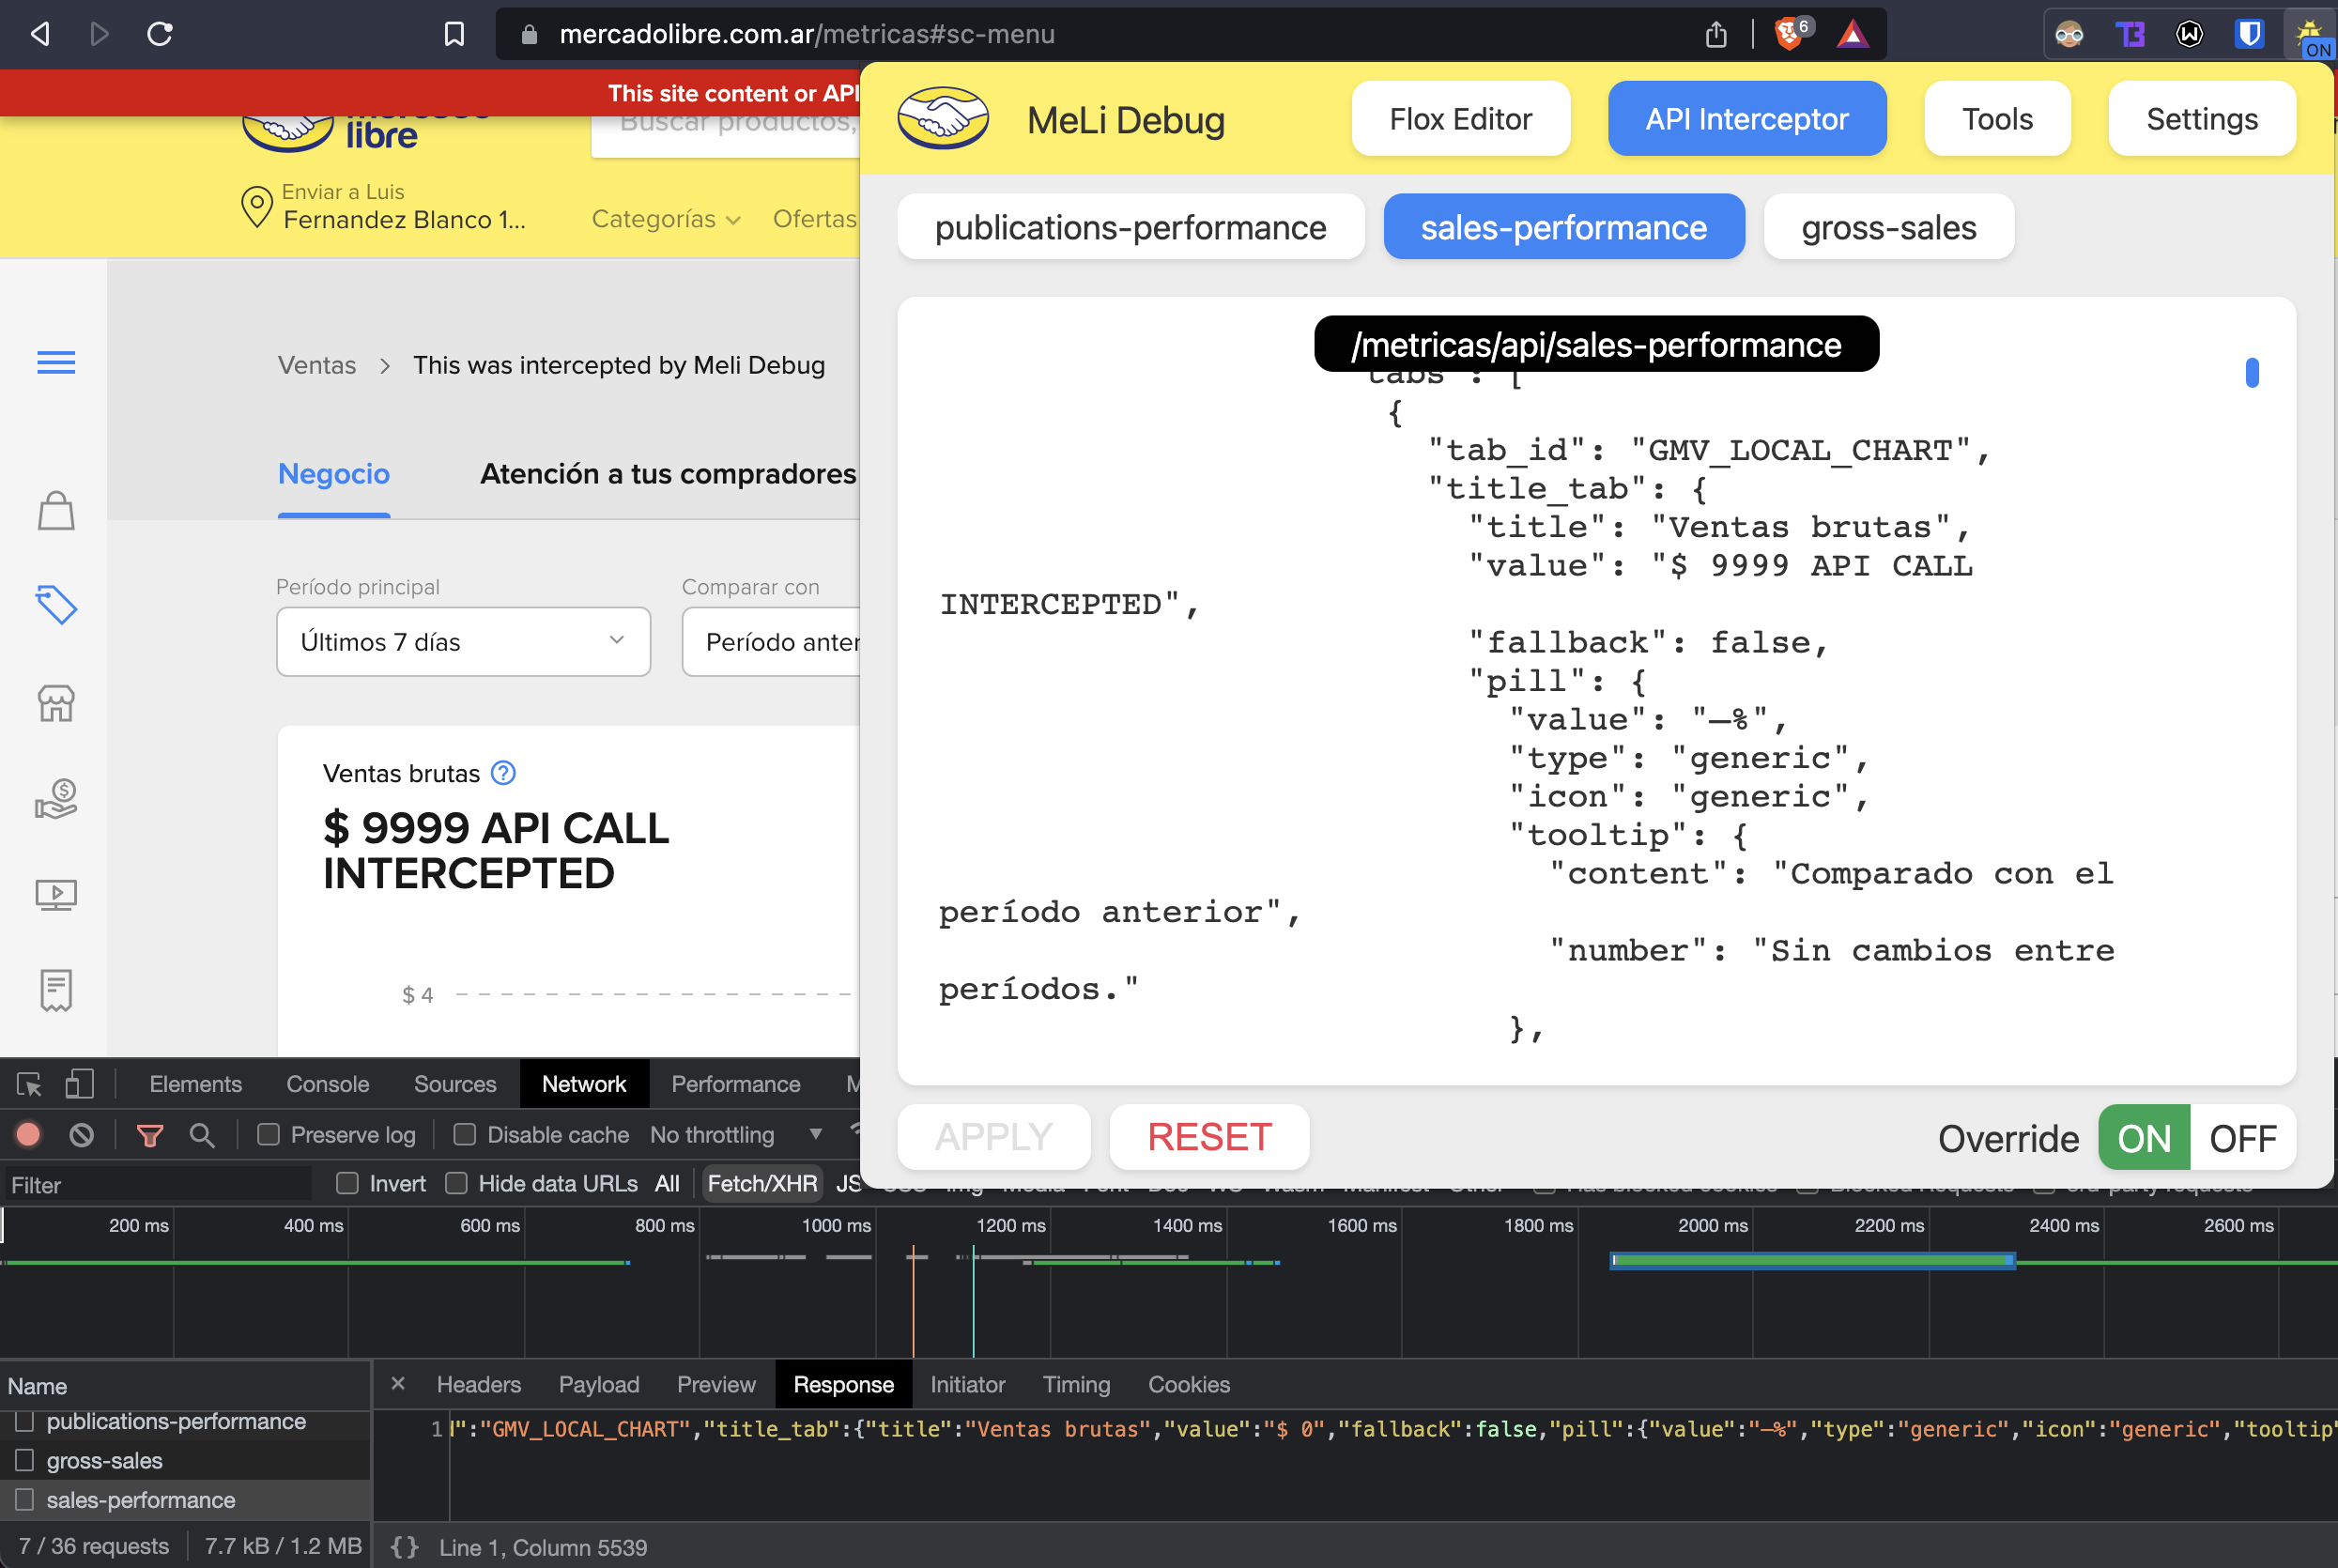 mercadolibre.com.ar/metricas#sc-menu
6
ON
This site content or API
libre
Buscar productos,
Enviar a Luis
Fernandez Blanco 1...
Categorías
Ofertas
MeLi Debug
Flox Editor
API Interceptor
Tools
Settings
publications-performance
sales-performance
gross-sales
/metricas/api/sales-performance
tabs": [
{
"tab_id": "GMV_LOCAL_CHART",
"title_tab": {
"title": "Ventas brutas",
"value": "$ 9999 API CALL
INTERCEPTED",
"fallback": false,
"pill": {
"value": "—%",
"type": "generic",
"icon": "generic",
"tooltip": {
"content": "Comparado con el
período anterior",
"number": "Sin cambios entre
períodos."
},
APPLY
RESET
Override
ON
OFF
Ventas > This was intercepted by Meli Debug
Negocio
Atención a tus compradores
Período principal
Últimos 7 días
Comparar con
Período anter
Ventas brutas ?
$ 9999 API CALL
INTERCEPTED
$ 4
Elements
Console
Sources
Network
Performance
Preserve log
Disable cache
No throttling
Filter
Invert
Hide data URLs
All
Fetch/XHR
JS
200 ms
400 ms
600 ms
800 ms
1000 ms
1200 ms
1400 ms
1600 ms
1800 ms
2000 ms
2200 ms
2400 ms
2600 ms
Name
publications-performance
gross-sales
sales-performance
7 / 36 requests
7.7 kB / 1.2 MB
Headers
Payload
Preview
Response
Initiator
Timing
Cookies
1
":"GMV_LOCAL_CHART","title_tab":{"title":"Ventas brutas","value":"$ 0","fallback":false,"pill":{"value":"—%","type":"generic","icon":"generic","tooltip"
{} Line 1, Column 5539